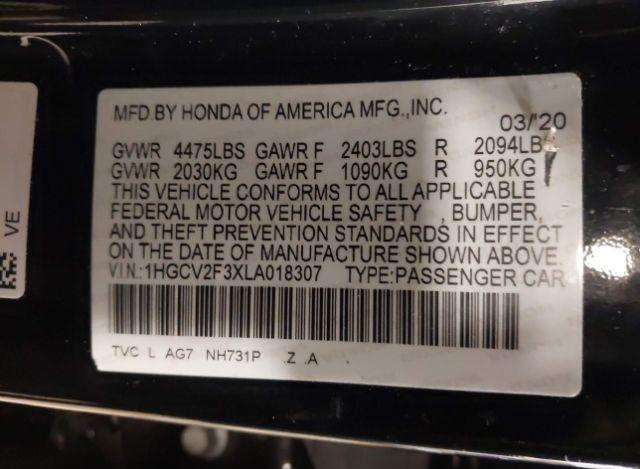 MFD.BY HONDA OF AMERICA MFG.,INC.
03/'20
GVWR 4475LBS GAWR F 2403LBS R 2094LBS
GVWR 2030KG GAWR F 1090KG R 950KG
THIS VEHICLE CONFORMS TO ALL APPLICABLE
FEDERAL MOTOR VEHICLE SAFETY , BUMPER,
AND THEFT PREVENTION STANDARDS IN EFFECT
ON THE DATE OF MANUFACTURE SHOWN ABOVE.
VIN:1HGCV2F3XLA018307 TYPE:PASSENGER CAR
TVC L AG7 NH731P .Z .A
VE